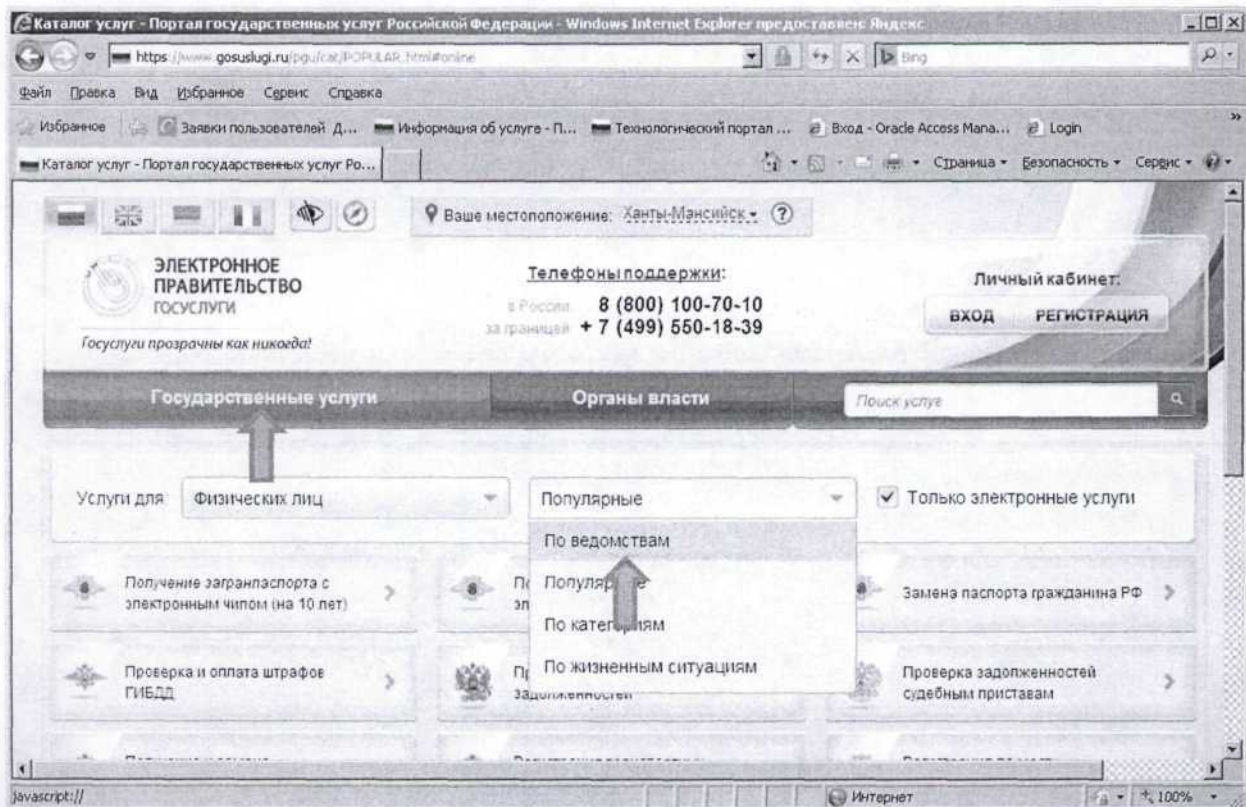 Каталог услуг - Портал государственных услуг Российской Федерации - Windows Internet Explorer предоставлен: Яндекс
https://www.gosuslugi.ru/pgu/cat/POPULAR.html#online
Bing
Файл Правка Вид Избранное Сервис Справка
Избранное Заявки пользователей Д... Информация об услуге - П... Технологический портал ... Вход - Oracle Access Mana... Login
Каталог услуг - Портал государственных услуг Ро...
Страница Безопасность Сервис
Ваше местоположение: Ханты-Мансийск
ЭЛЕКТРОННОЕ
ПРАВИТЕЛЬСТВО
ГОСУСЛУГИ
Госуслуги прозрачны как никогда!
Телефоны поддержки:
в России: 8 (800) 100-70-10
за границей + 7 (499) 550-18-39
Личный кабинет:
ВХОД РЕГИСТРАЦИЯ
Государственные услуги Органы власти Поиск услуг
Услуги для Физических лиц Популярные Только электронные услуги
По ведомствам
По категориям
По жизненным ситуациям
Получение загранпаспорта с
электронным чипом (на 10 лет)
Замена паспорта гражданина РФ
Проверка и оплата штрафов
ГИБДД
задолженностей
Проверка задолженностей
судебным приставам
javascript://
Интернет
100%